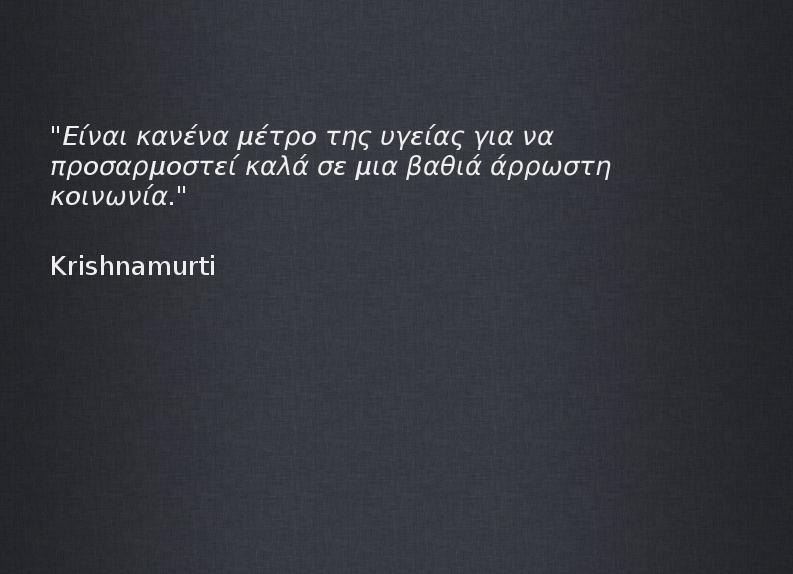 "Είναι κανένα μέτρο της υγείας για να
προσαρμοστεί καλά σε μια βαθιά άρρωστη
κοινωνία."
Krishnamurti